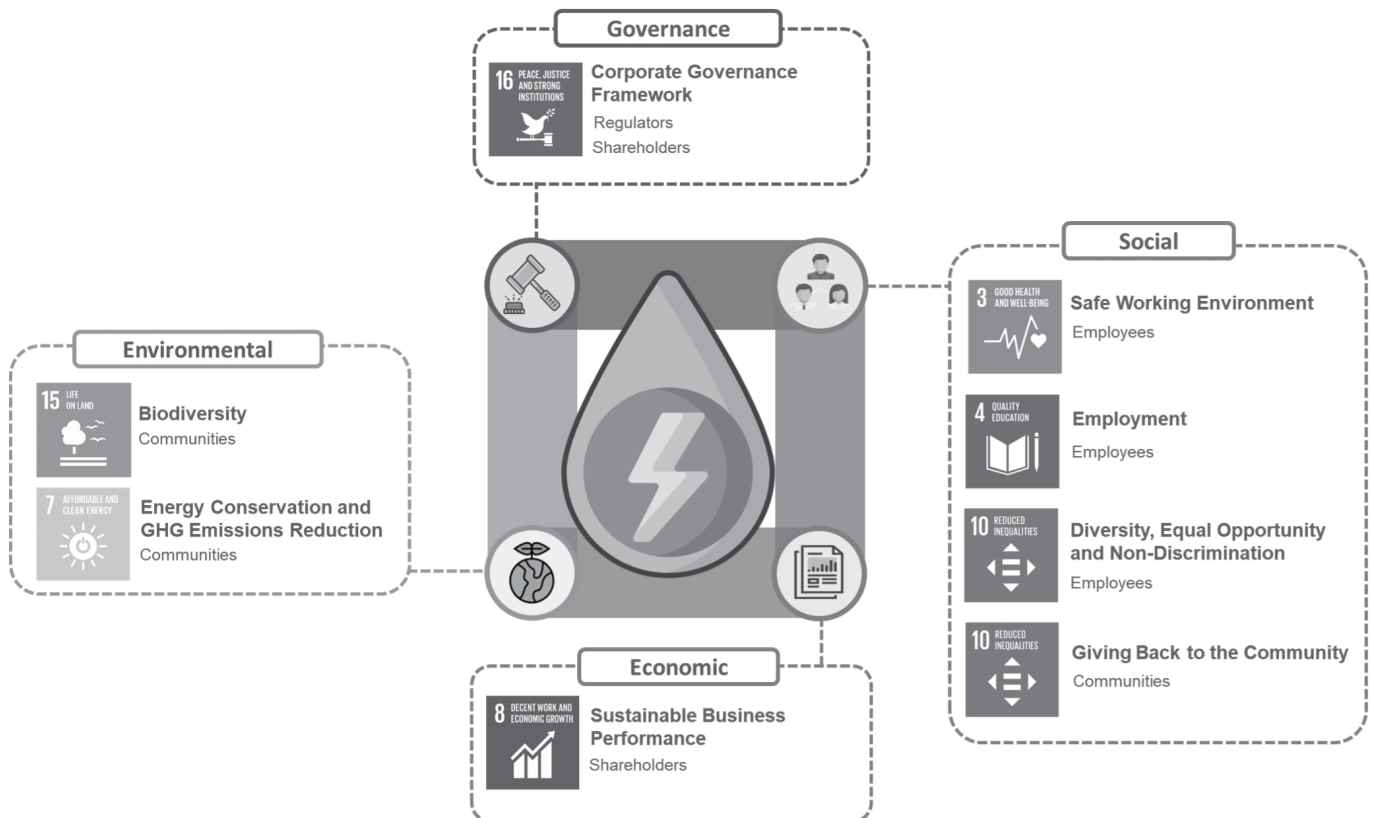 Governance
16 PEACE, JUSTICE
AND STRONG
INSTITUTIONS
Corporate Governance
Framework
Regulators
Shareholders
Social
3 GOOD HEALTH
AND WELL-BEING
Safe Working Environment
Employees
4 QUALITY
EDUCATION
Employment
Employees
10 REDUCED
INEQUALITIES
Diversity, Equal Opportunity
and Non-Discrimination
Employees
10 REDUCED
INEQUALITIES
Giving Back to the Community
Communities
Environmental
15 LIFE
ON LAND
Biodiversity
Communities
7 AFFORDABLE AND
CLEAN ENERGY
Energy Conservation and
GHG Emissions Reduction
Communities
Economic
8 DECENT WORK AND
ECONOMIC GROWTH
Sustainable Business
Performance
Shareholders